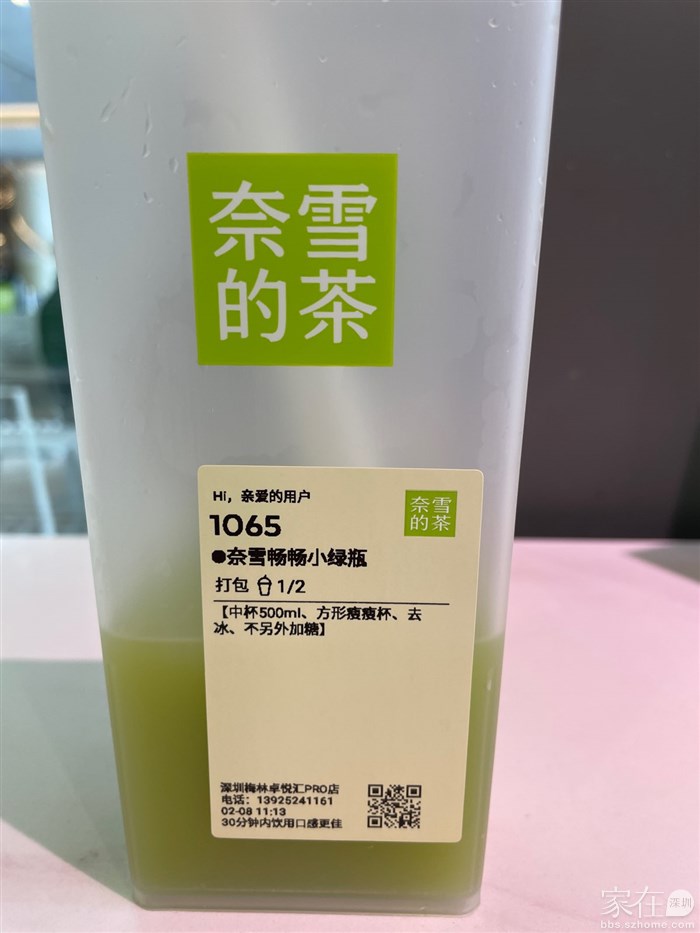 奈雪
的茶
Hi，亲爱的用户
奈雪
的茶
1065
●奈雪畅畅小绿瓶
打包 1/2
【中杯500ml、方形瘦瘦杯、去
冰、不另外加糖】
深圳梅林卓悦汇PRO店
电话：13925241161
02-08 11:13
30分钟内饮用口感更佳
家在深圳
bbs.szhome.com